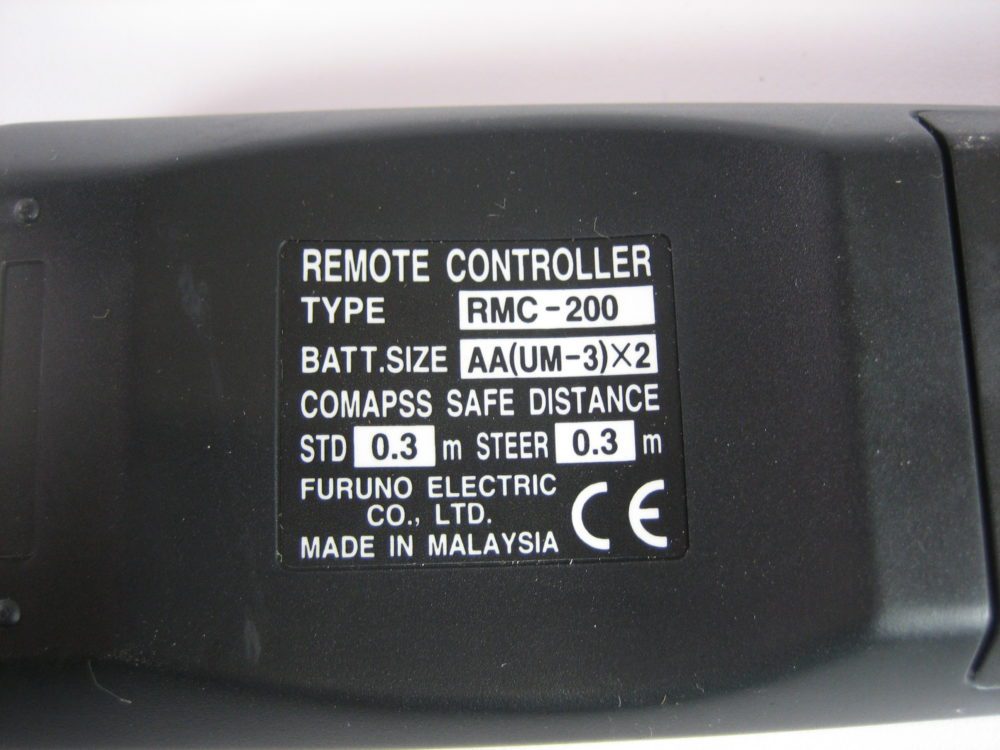 REMOTE CONTROLLER
TYPE RMC-200
BATT.SIZE AA(UM-3)×2
COMAPSS SAFE DISTANCE
STD 0.3 m STEER 0.3 m
FURUNO ELECTRIC
CO., LTD.
MADE IN MALAYSIA CE